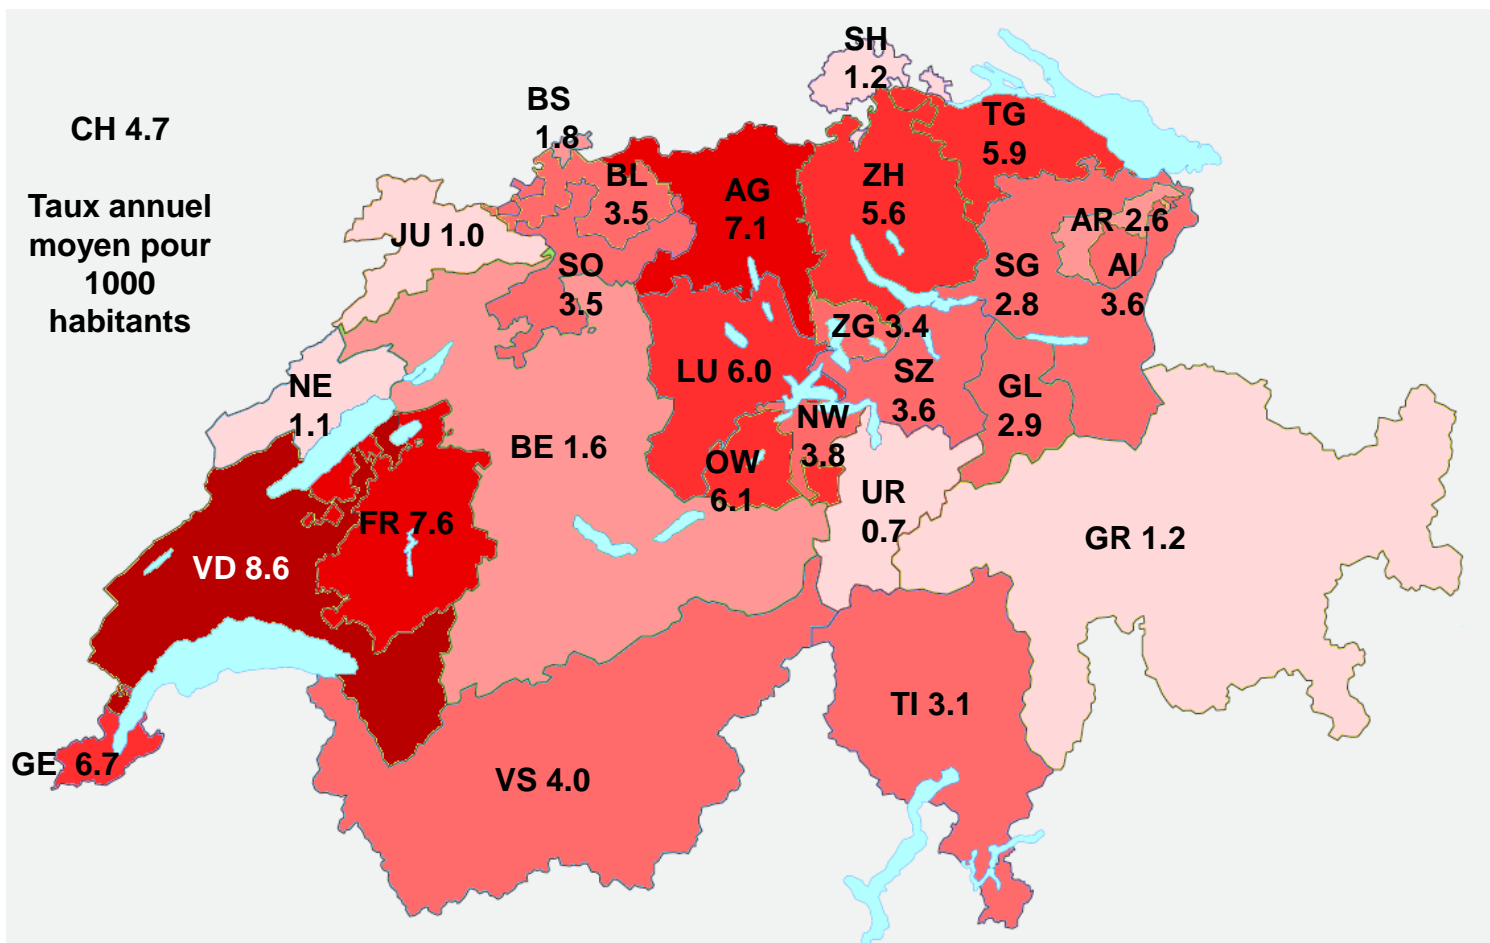 SH
1.2
BS
1.8
CH 4.7
TG
5.9
Taux annuel
moyen pour
1000
habitants
BL
3.5
AG
7.1
ZH
5.6
JU 1.0
AR 2.6
SO
3.5
SG
2.8
AI
3.6
ZG 3.4
NE
1.1
LU 6.0
SZ
3.6
GL
2.9
BE 1.6
NW
3.8
OW
6.1
UR
0.7
FR 7.6
GR 1.2
VD 8.6
TI 3.1
GE 6.7
VS 4.0